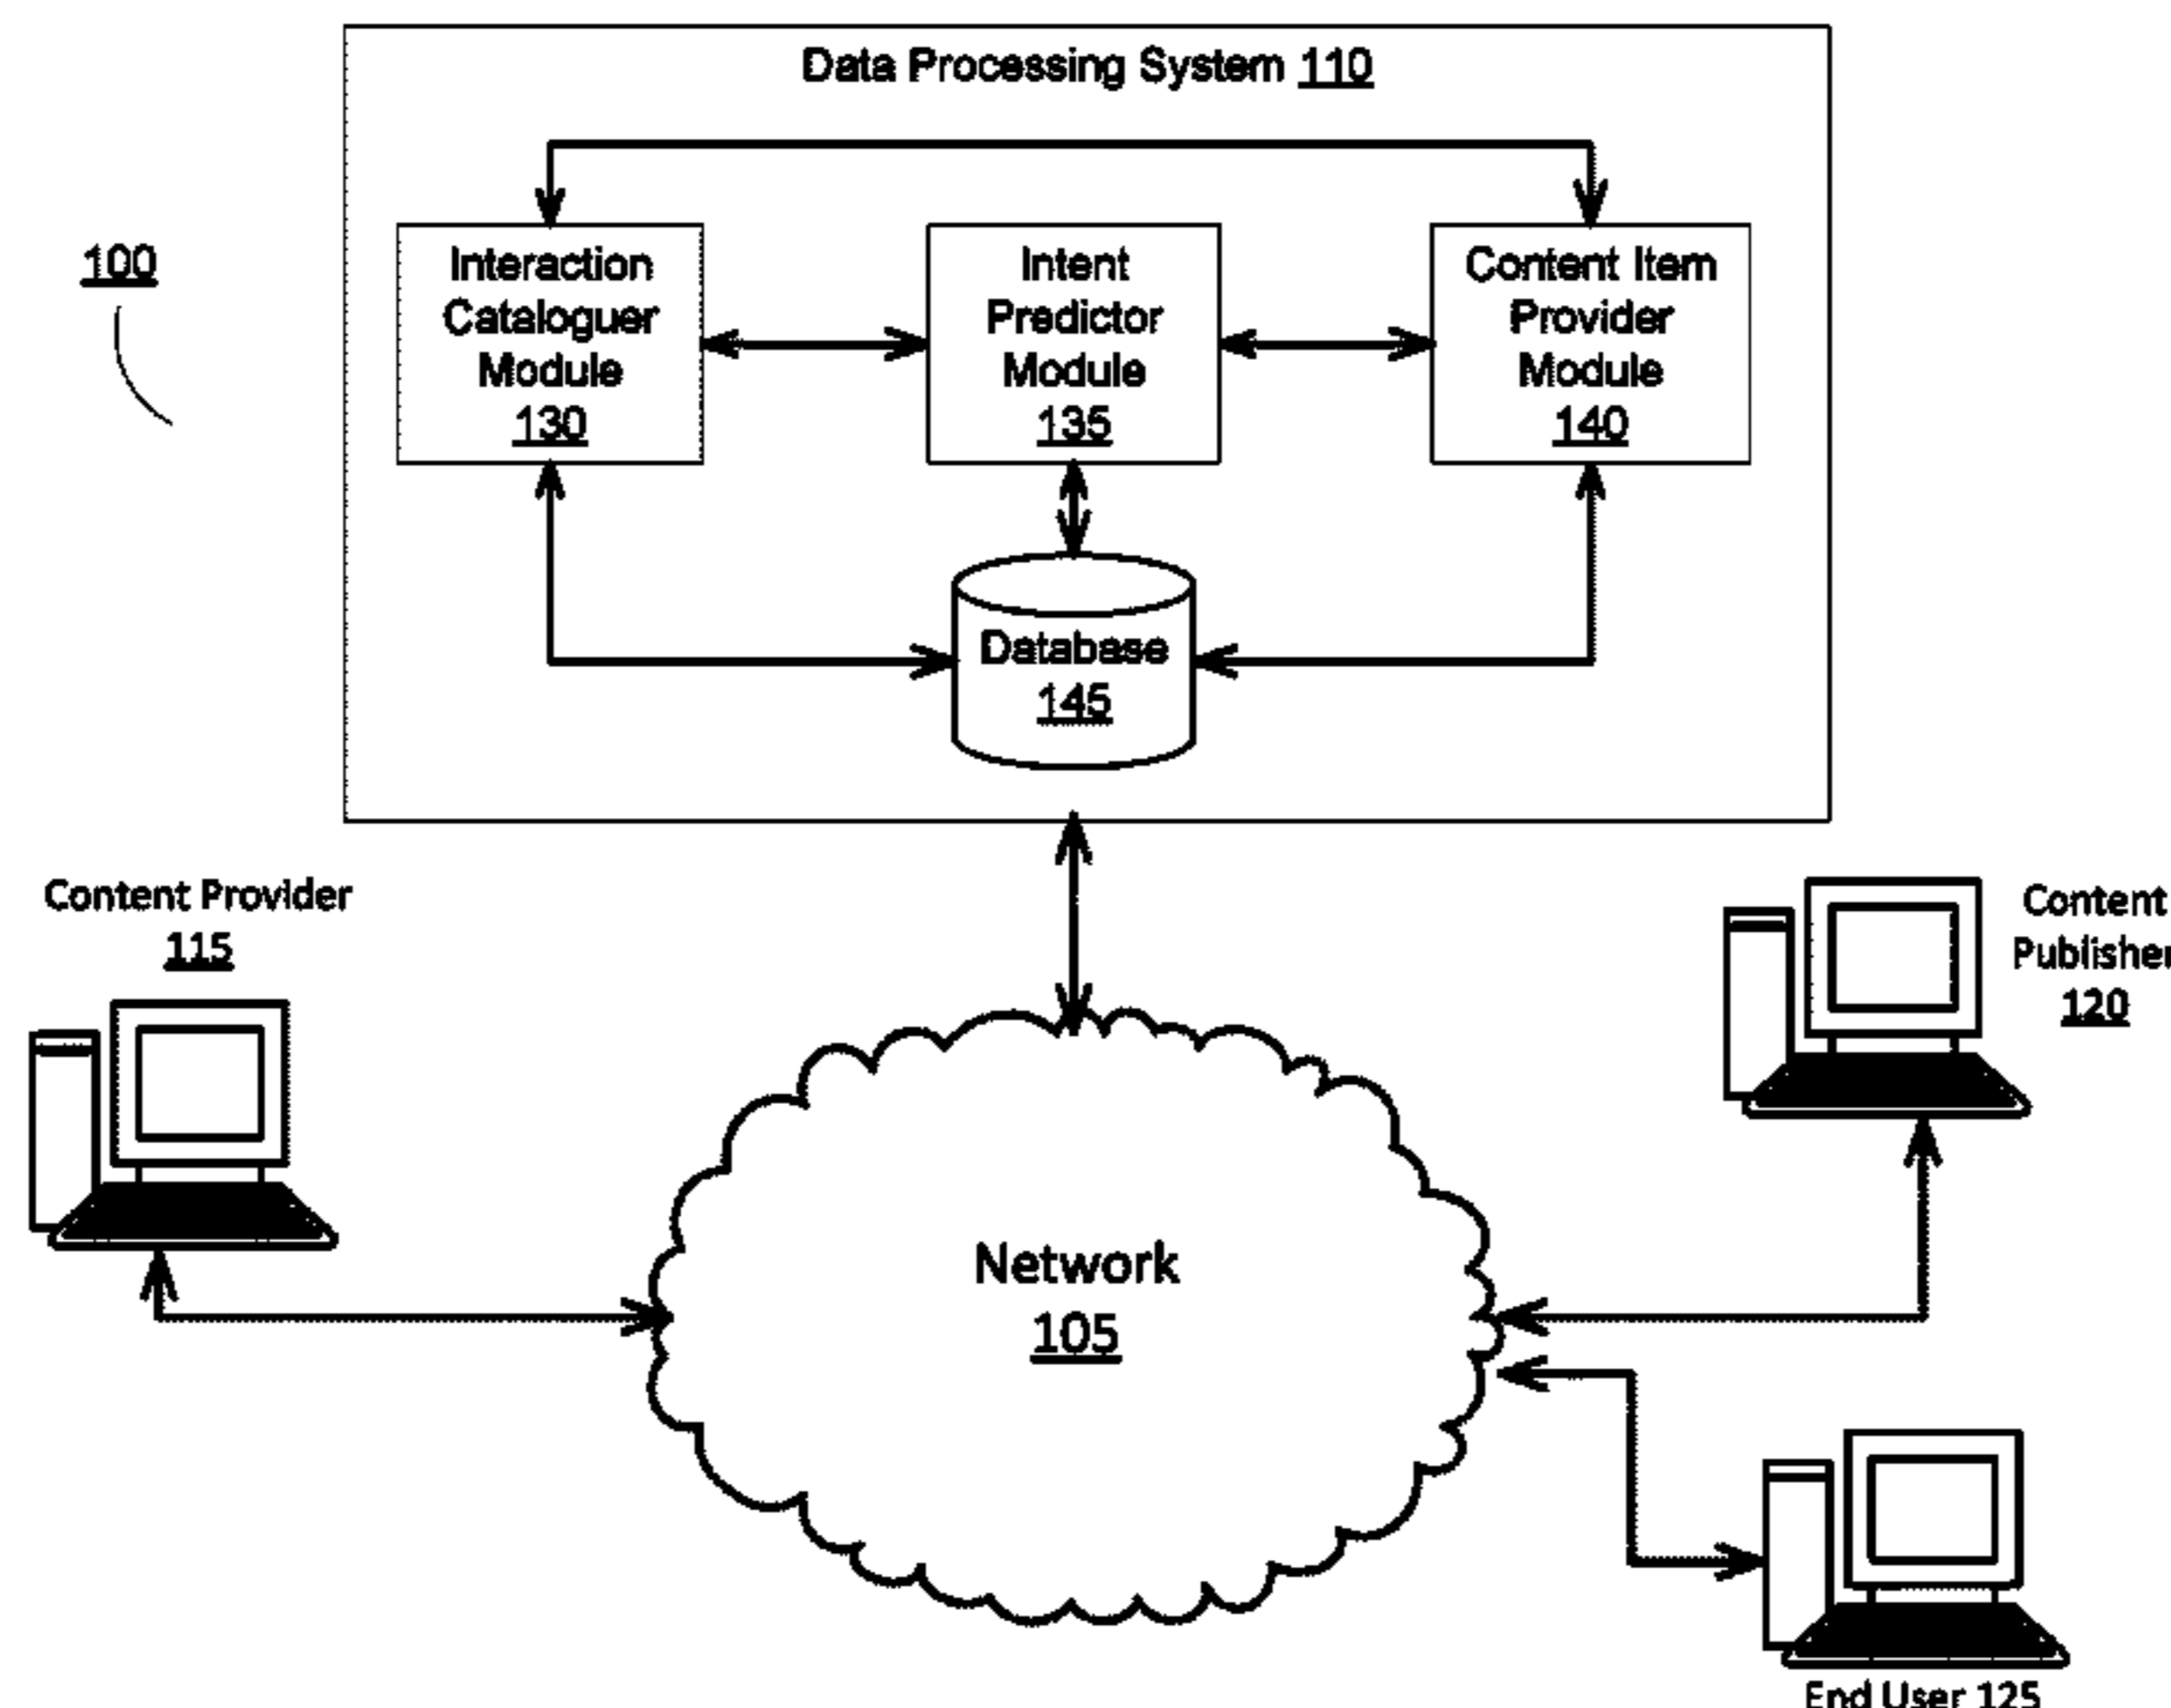 Data Processing System 110
100
Interaction
Cataloguer
Module
130
Intent
Predictor
Module
135
Content Item
Provider
Module
140
Database
145
Content Provider
115
Content
Publisher
120
Network
105
End User 125